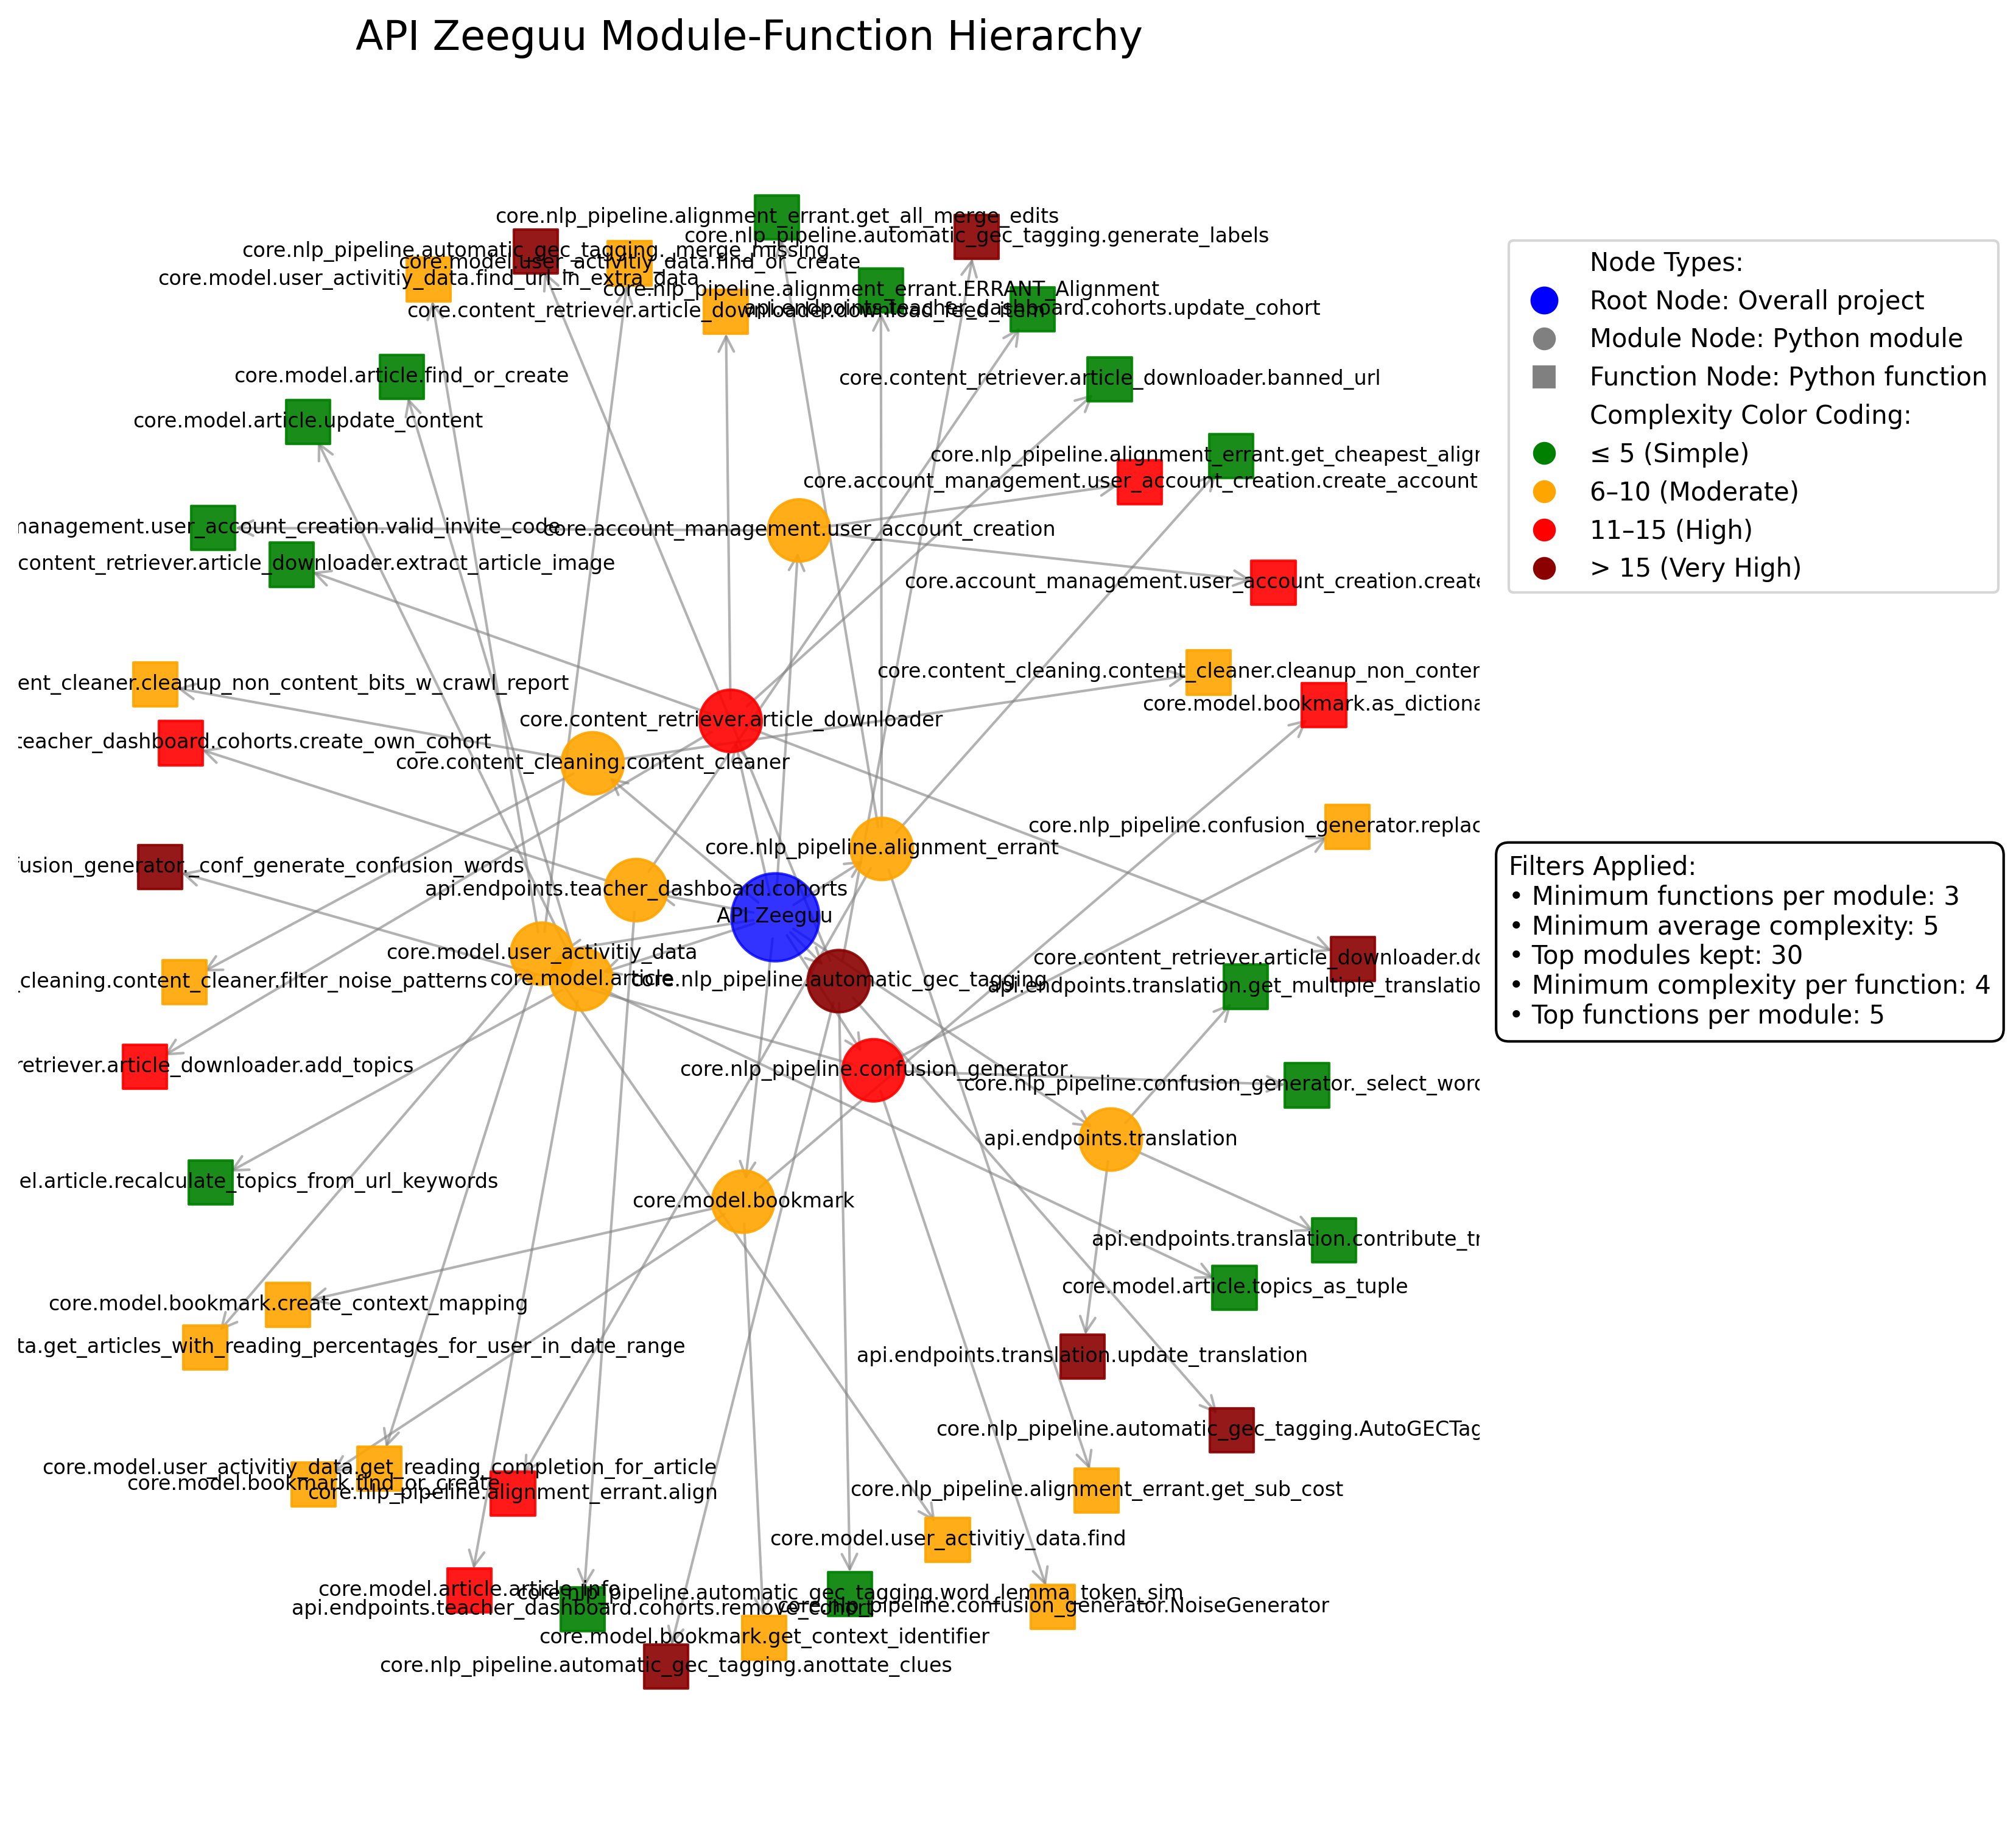 API Zeeguu Module-Function Hierarchy
core.nlp_pipeline.alignment_errant.get_all_merge_edits
core.nlp_pipeline.automatic_gec_tagging.generate_labels
core.nlp_pipeline.automatic_gec_tagging._merge_missing
core.model.user_activitiy_data.find_or_create
core.model.user_activitiy_data.find_url_in_extra_data
core.nlp_pipeline.alignment_errant.ERRANT_Alignment
core.content_retriever.article_downloader.download_feed_item
api.endpoints.teacher_dashboard.cohorts.update_cohort
core.model.article.find_or_create
core.content_retriever.article_downloader.banned_url
core.model.article.update_content
core.nlp_pipeline.alignment_errant.get_cheapest_align
core.account_management.user_account_creation.create_account
management.user_account_creation.valid_invite_code
core.account_management.user_account_creation
content_retriever.article_downloader.extract_article_image
core.account_management.user_account_creation.create
core.content_cleaning.content_cleaner.cleanup_non_conten
ent_cleaner.cleanup_non_content_bits_w_crawl_report
core.model.bookmark.as_dictiona
core.content_retriever.article_downloader
teacher_dashboard.cohorts.create_own_cohort
core.content_cleaning.content_cleaner
core.nlp_pipeline.confusion_generator.replac
core.nlp_pipeline.alignment_errant
fusion_generator._conf_generate_confusion_words
api.endpoints.teacher_dashboard.cohorts
API Zeeguu
core.model.user_activitiy_data
core.content_retriever.article_downloader.do
core.model.article
core.nlp_pipeline.automatic_gec_tagging
_cleaning.content_cleaner.filter_noise_patterns
api.endpoints.translation.get_multiple_translatio
retriever.article_downloader.add_topics
core.nlp_pipeline.confusion_generator
core.nlp_pipeline.confusion_generator._select_word
api.endpoints.translation
el.article.recalculate_topics_from_url_keywords
core.model.bookmark
api.endpoints.translation.contribute_tr
core.model.article.topics_as_tuple
core.model.bookmark.create_context_mapping
ta.get_articles_with_reading_percentages_for_user_in_date_range
api.endpoints.translation.update_translation
core.nlp_pipeline.automatic_gec_tagging.AutoGECTag
core.model.user_activitiy_data.get_reading_completion_for_article
core.model.bookmark.find_or_create
core.nlp_pipeline.alignment_errant.align
core.nlp_pipeline.alignment_errant.get_sub_cost
core.model.user_activitiy_data.find
core.model.article.article_info
core.nlp_pipeline.automatic_gec_tagging.word_lemma_token_sim
api.endpoints.teacher_dashboard.cohorts.remove_cohort
core.nlp_pipeline.confusion_generator.NoiseGenerator
core.model.bookmark.get_context_identifier
core.nlp_pipeline.automatic_gec_tagging.anottate_clues
Node Types:
Root Node: Overall project
Module Node: Python module
Function Node: Python function
Complexity Color Coding:
≤ 5 (Simple)
6–10 (Moderate)
11–15 (High)
> 15 (Very High)
Filters Applied:
• Minimum functions per module: 3
• Minimum average complexity: 5
• Top modules kept: 30
• Minimum complexity per function: 4
• Top functions per module: 5